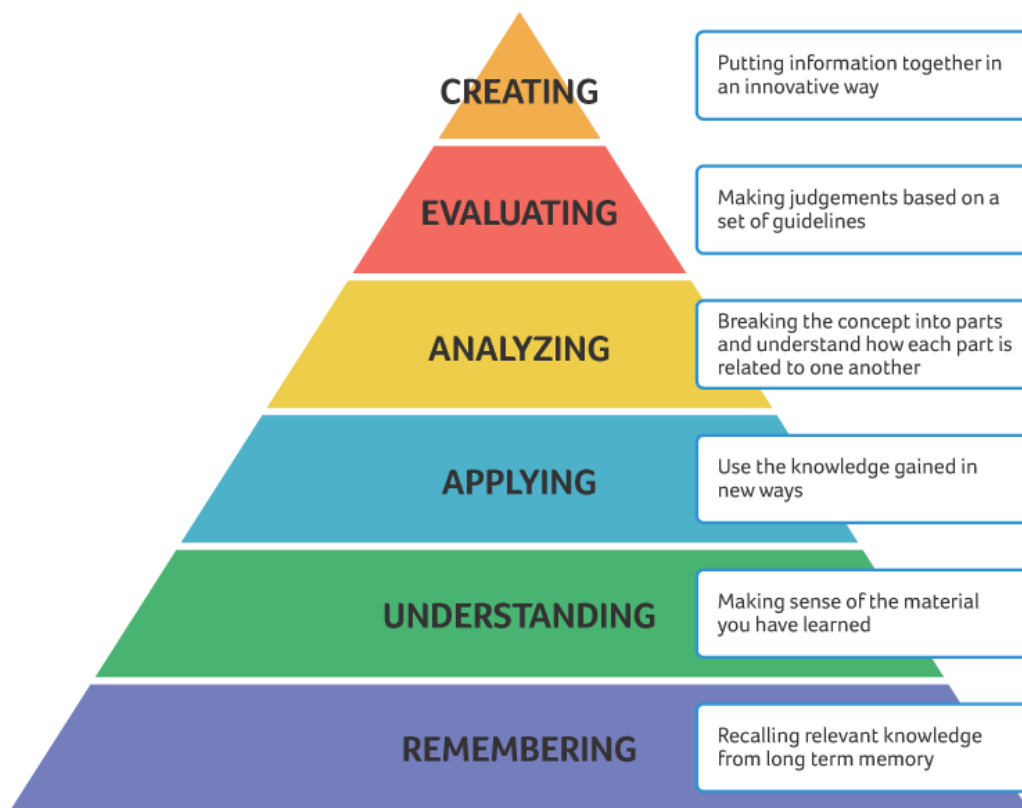 CREATING
Putting information together in
an innovative way
EVALUATING
Making judgements based on a
set of guidelines
ANALYZING
Breaking the concept into parts
and understand how each part is
related to one another
APPLYING
Use the knowledge gained in
new ways
UNDERSTANDING
Making sense of the material
you have learned
REMEMBERING
Recalling relevant knowledge
from long term memory